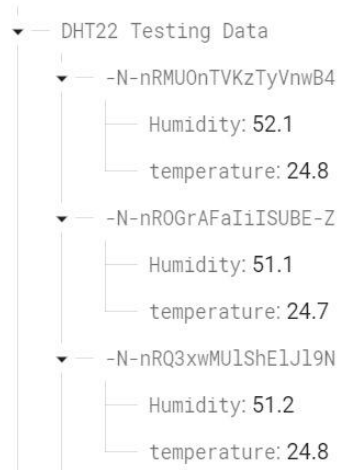 DHT22 Testing Data
-N-nRMUOnTVKzTyVnwB4
Humidity: 52.1
temperature: 24.8
-N-nROGrAFaIiISUBE-Z
Humidity: 51.1
temperature: 24.7
-N-nRQ3xwMUlShElJl9N
Humidity: 51.2
temperature: 24.8